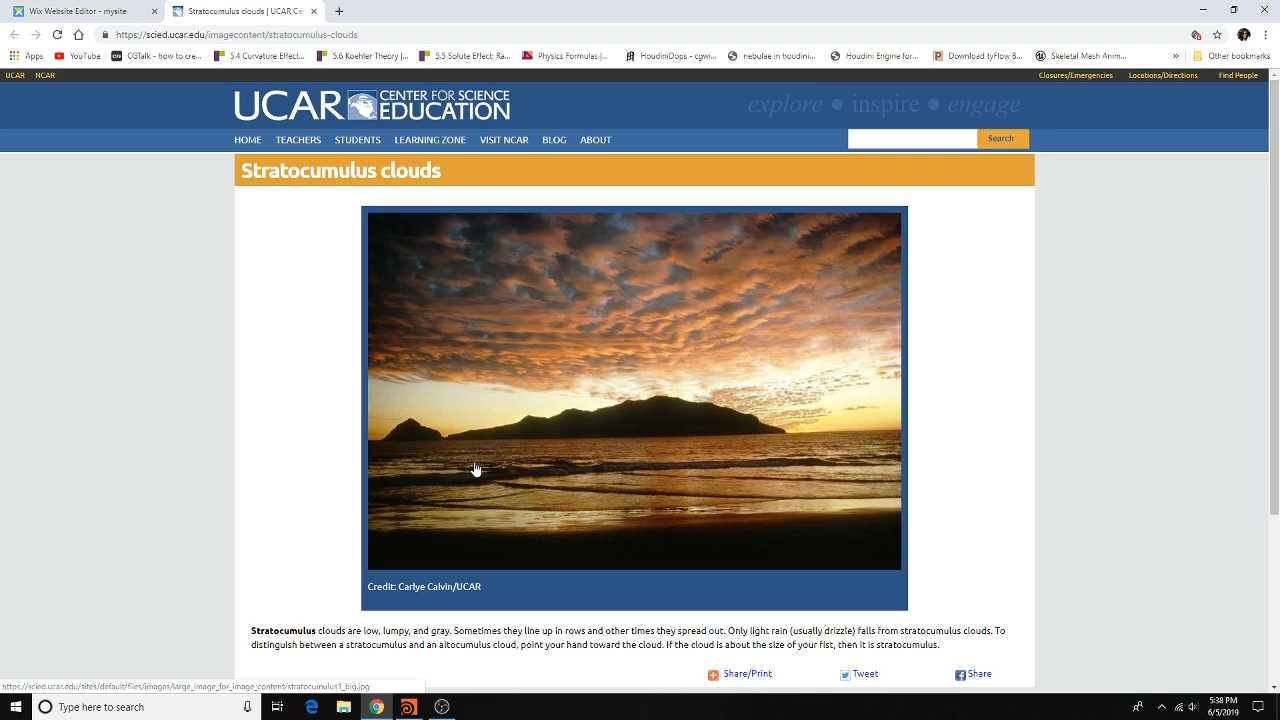 Wix Website Editor - mysite
Stratocumulus clouds | UCAR Ce
https://scied.ucar.edu/imagecontent/stratocumulus-clouds
Apps YouTube CGTalk - how to cre... 5.4 Curvature Effect... 5.6 Koehler Theory |... 5.5 Solute Effect: Ra... Physics Formulas |... HoudiniDops - cgwi... nebulae in houdini... Houdini Engine for... Download tyFlow B... Skeletal Mesh Anim... » Other bookmarks
UCAR NCAR Closures/Emergencies Locations/Directions Find People
UCAR CENTER FOR SCIENCE
EDUCATION
explore ● inspire ● engage
HOME TEACHERS STUDENTS LEARNING ZONE VISIT NCAR BLOG ABOUT Search
Stratocumulus clouds
Credit: Carlye Calvin/UCAR
Stratocumulus clouds are low, lumpy, and gray. Sometimes they line up in rows and other times they spread out. Only light rain (usually drizzle) falls from stratocumulus clouds. To
distinguish between a stratocumulus and an altocumulus cloud, point your hand toward the cloud. If the cloud is about the size of your fist, then it is stratocumulus.
Share/Print Tweet Share
https://scied.ucar.edu/sites/default/files/images/large_image_for_image_content/stratocumulus1_big.jpg
Type here to search
5:38 PM
6/5/2019